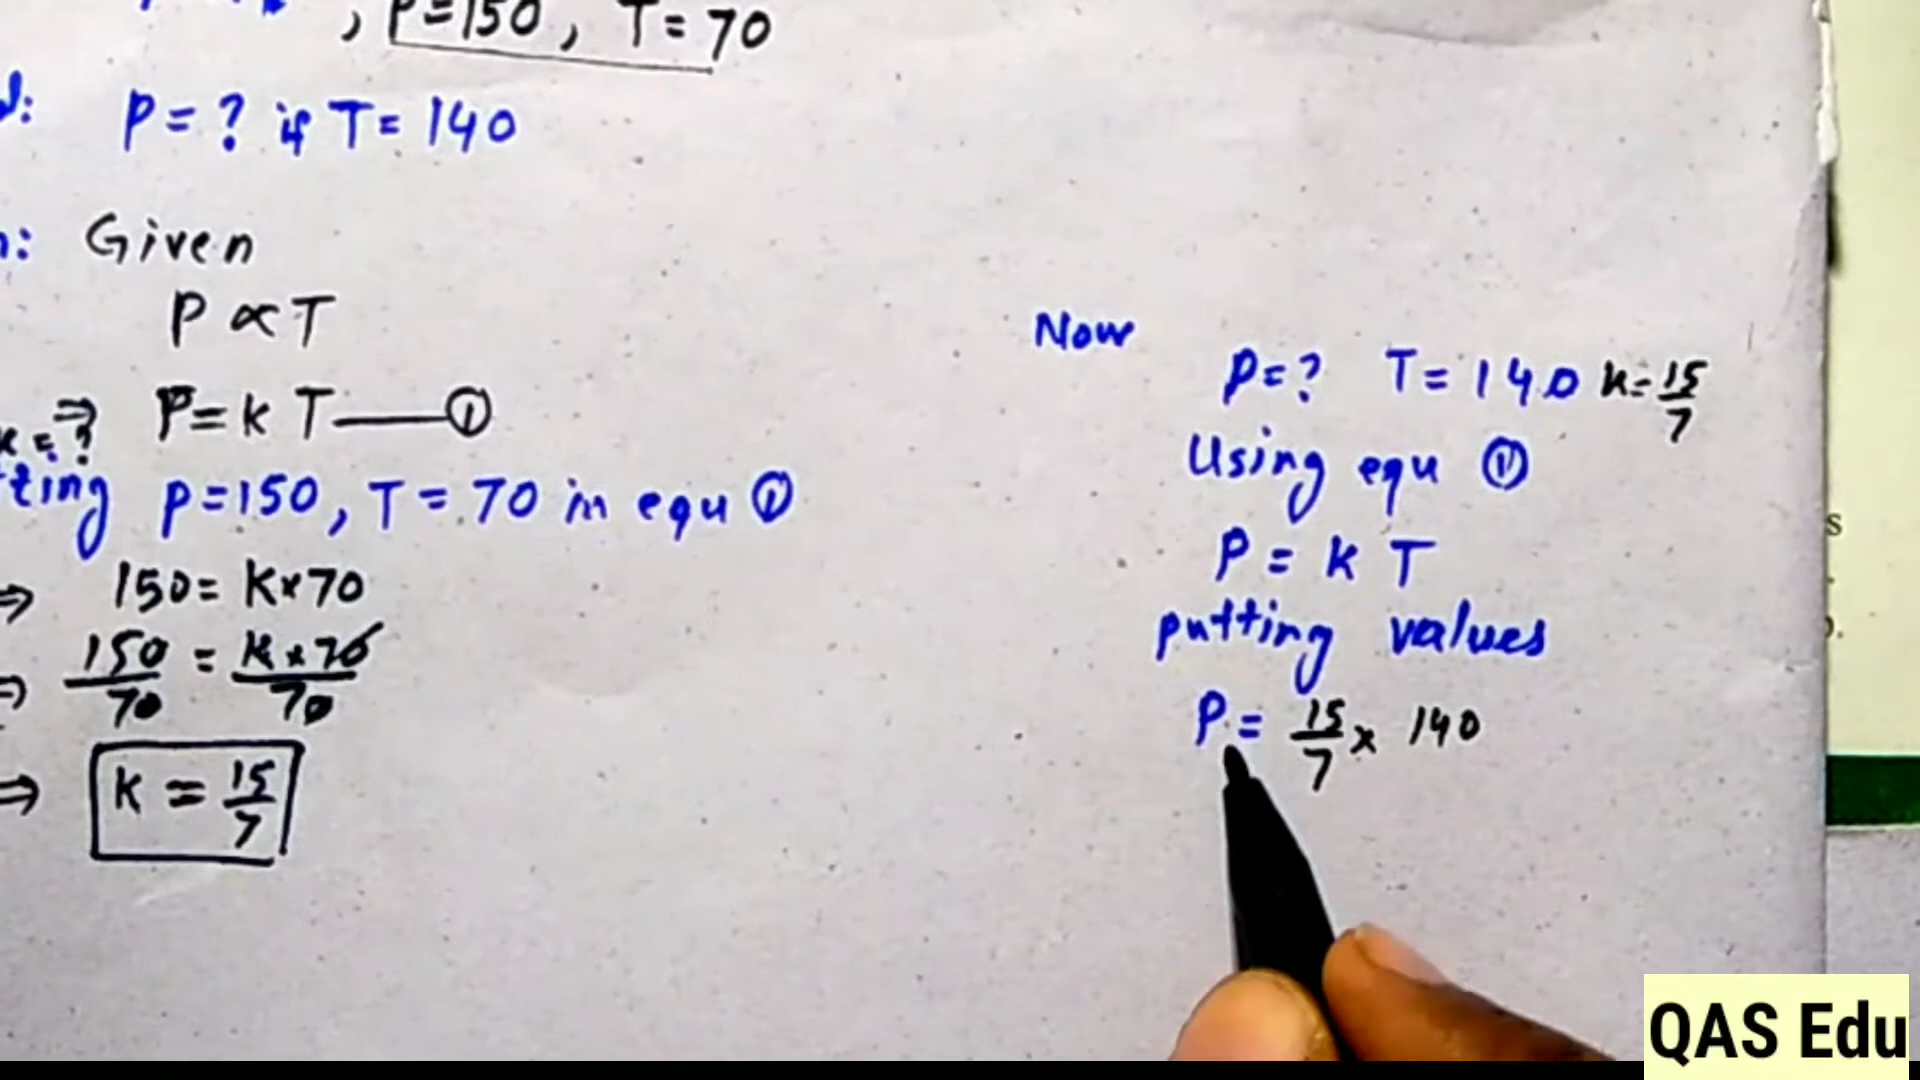 , P=150, T=70
P=? if T=140
Given
P ∝ T
⇒ P=k T——①
k=?
tting P=150, T=70 in equ ①
⇒ 150=K×70
⇒ 150/70 = k×70/70
⇒ k = 15/7
Now
P=? T=140 k=15/7
Using equ ①
P = k T
putting values
P = 15/7 × 140
s
QAS Edu